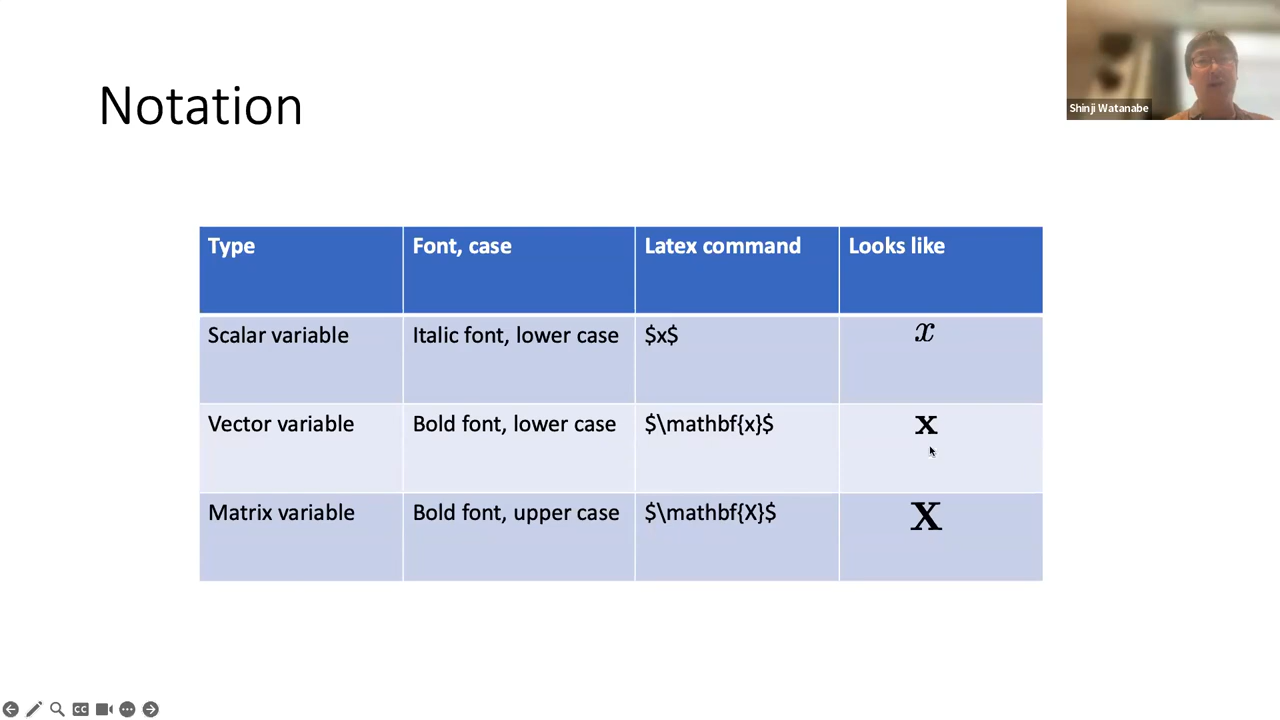 Notation
Shinji Watanabe
Type Font, case Latex command Looks like
Scalar variable Italic font, lower case $x$ x
Vector variable Bold font, lower case $\mathbf{x}$ x
Matrix variable Bold font, upper case $\mathbf{X}$ X
CC